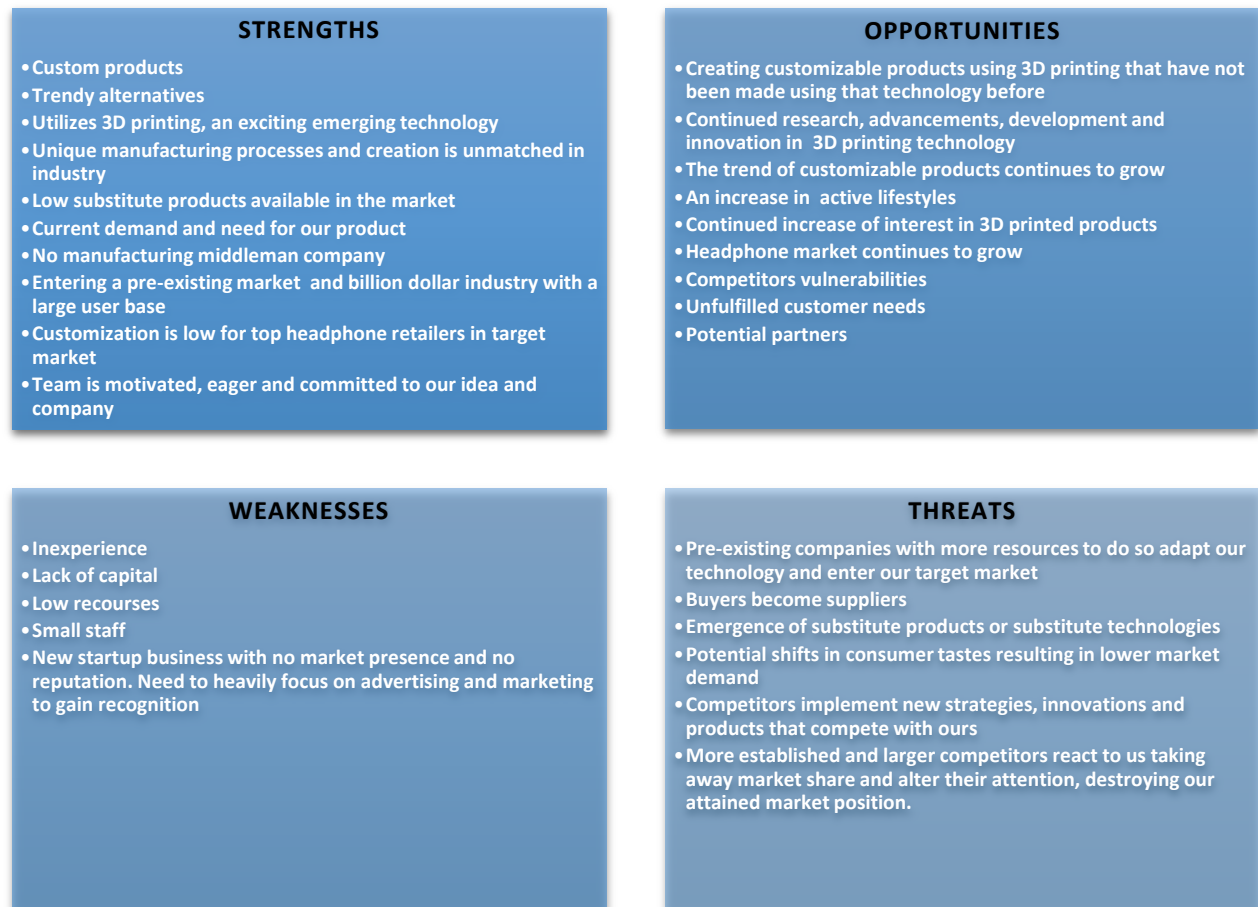 STRENGTHS
•Custom products
•Trendy alternatives
•Utilizes 3D printing, an exciting emerging technology
•Unique manufacturing processes and creation is unmatched in
industry
•Low substitute products available in the market
•Current demand and need for our product
•No manufacturing middleman company
•Entering a pre-existing market and billion dollar industry with a
large user base
•Customization is low for top headphone retailers in target
market
•Team is motivated, eager and committed to our idea and
company
OPPORTUNITIES
•Creating customizable products using 3D printing that have not
been made using that technology before
•Continued research, advancements, development and
innovation in 3D printing technology
•The trend of customizable products continues to grow
•An increase in active lifestyles
•Continued increase of interest in 3D printed products
•Headphone market continues to grow
•Competitors vulnerabilities
•Unfulfilled customer needs
•Potential partners
WEAKNESSES
•Inexperience
•Lack of capital
•Low recourses
•Small staff
•New startup business with no market presence and no
reputation. Need to heavily focus on advertising and marketing
to gain recognition
THREATS
•Pre-existing companies with more resources to do so adapt our
technology and enter our target market
•Buyers become suppliers
•Emergence of substitute products or substitute technologies
•Potential shifts in consumer tastes resulting in lower market
demand
•Competitors implement new strategies, innovations and
products that compete with ours
•More established and larger competitors react to us taking
away market share and alter their attention, destroying our
attained market position.